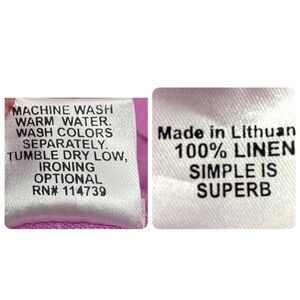 MACHINE WASH
WARM WATER.
WASH COLORS
SEPARATELY.
TUMBLE DRY LOW,
IRONING
OPTIONAL
RN# 114739
Made in Lithuan
100% LINEN
SIMPLE IS
SUPERB